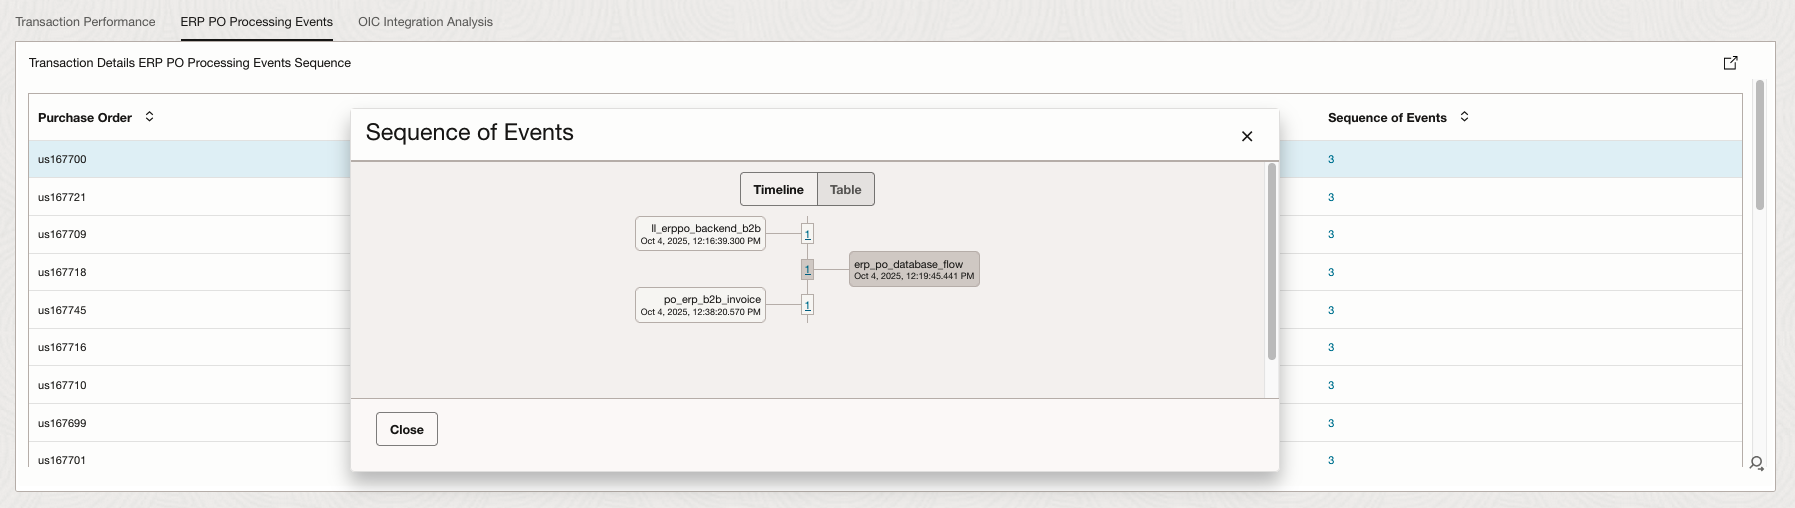 Transaction Performance ERP PO Processing Events OIC Integration Analysis
Transaction Details ERP PO Processing Events Sequence
Purchase Order Sequence of Events
us167700 3
us167721 3
us167709 3
us167718 3
us167745 3
us167716 3
us167710 3
us167699 3
us167701 3
Sequence of Events
Timeline Table
ll_erppo_backend_b2b
Oct 4, 2025, 12:16:39.300 PM
1
erp_po_database_flow
Oct 4, 2025, 12:19:45.441 PM
1
po_erp_b2b_invoice
Oct 4, 2025, 12:38:20.570 PM
1
Close